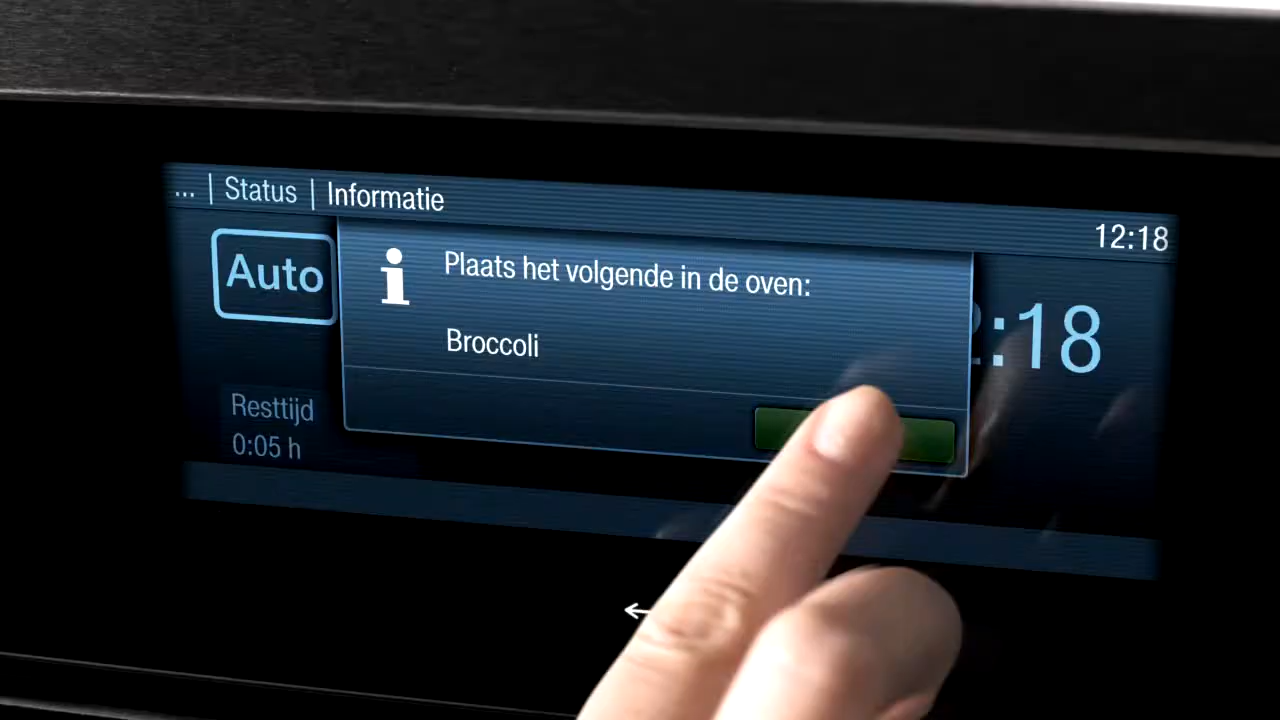 ... | Status | Informatie
12:18
Auto
i
Plaats het volgende in de oven:
Broccoli
:18
Resttijd
0:05 h